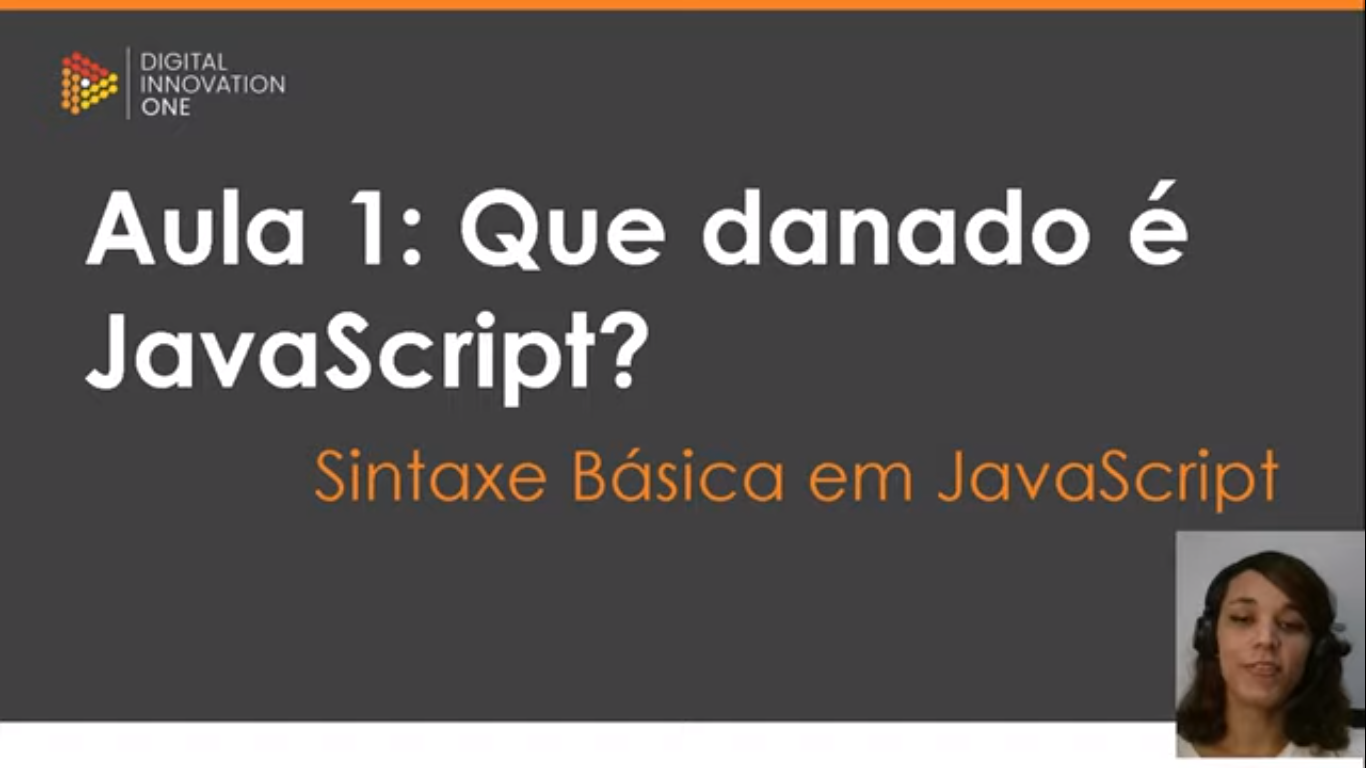 DIGITAL
INNOVATION
ONE
Aula 1: Que danado é
JavaScript?
Sintaxe Básica em JavaScript